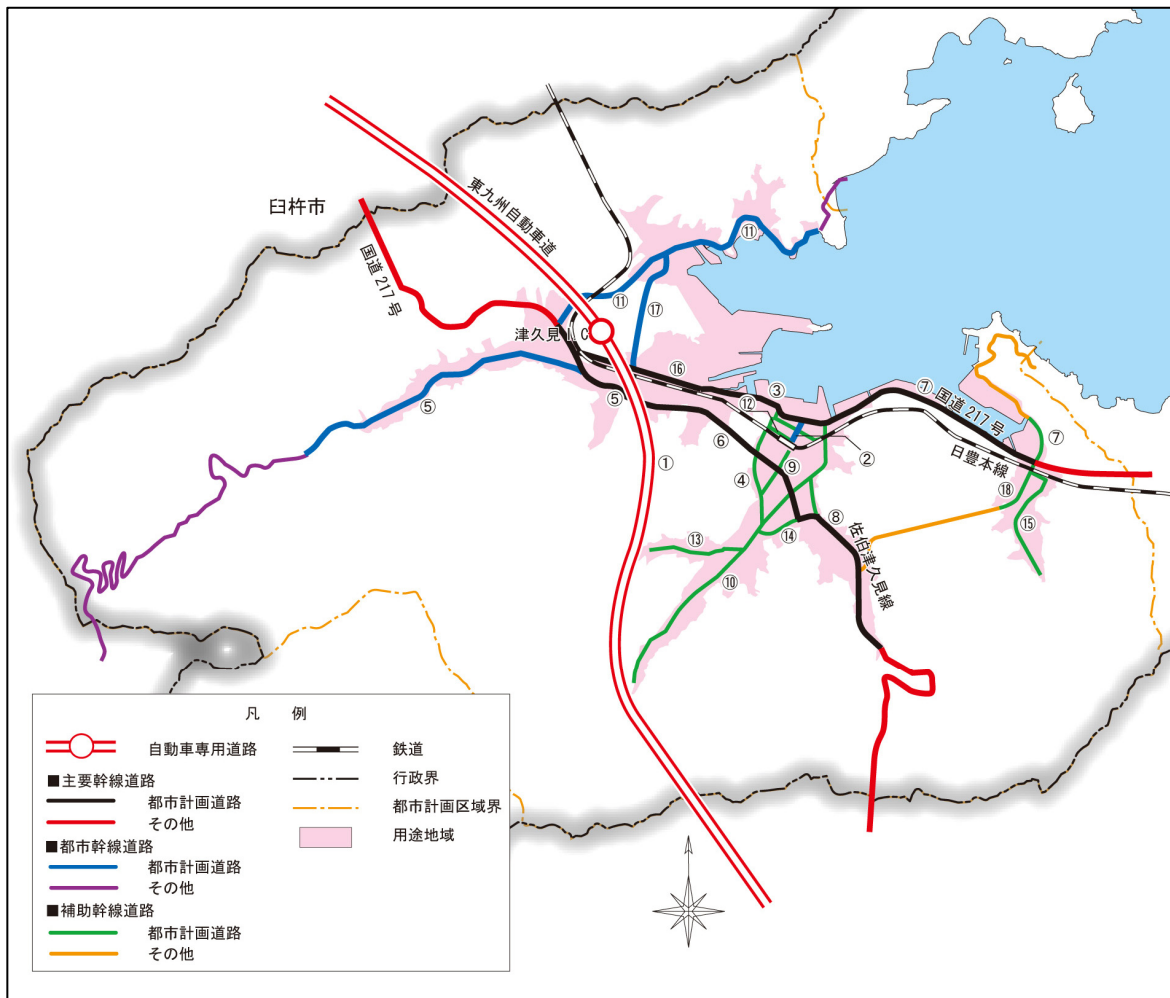 臼杵市
東九州自動車道
国道217号
津久見IC
⑪
⑪
⑰
⑯
⑤
⑤
③
⑫
⑥
①
②
④
⑨
⑦
国道217号
日豊本線
⑦
⑱
⑮
⑧
佐伯津久見線
⑬
⑭
⑩
凡 例
自動車専用道路
■主要幹線道路
都市計画道路
その他
■都市幹線道路
都市計画道路
その他
■補助幹線道路
都市計画道路
その他
鉄道
行政界
都市計画区域界
用途地域